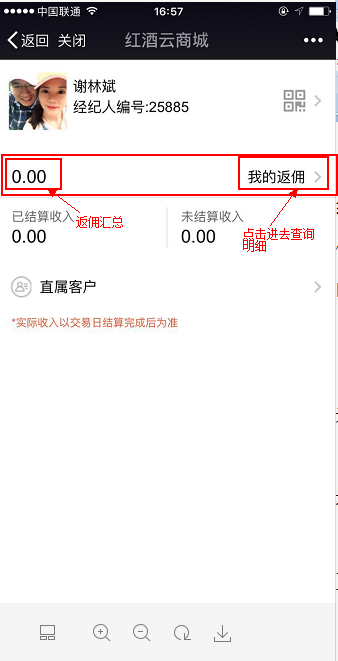 中国联通 16:57
返回 关闭 红酒云商城
谢林斌
经纪人编号:25885
0.00 我的返佣
已结算收入 未结算收入
0.00 0.00
返佣汇总
点击进去查询
明细
直属客户
*实际收入以交易日结算完成后为准